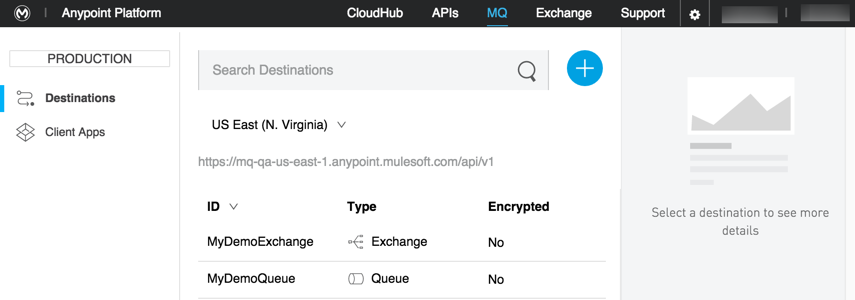 Anypoint Platform CloudHub APIs MQ Exchange Support
PRODUCTION
Destinations
Client Apps
Search Destinations
US East (N. Virginia)
https://mq-qa-us-east-1.anypoint.mulesoft.com/api/v1
ID Type Encrypted
MyDemoExchange Exchange No
MyDemoQueue Queue No
Select a destination to see more
details